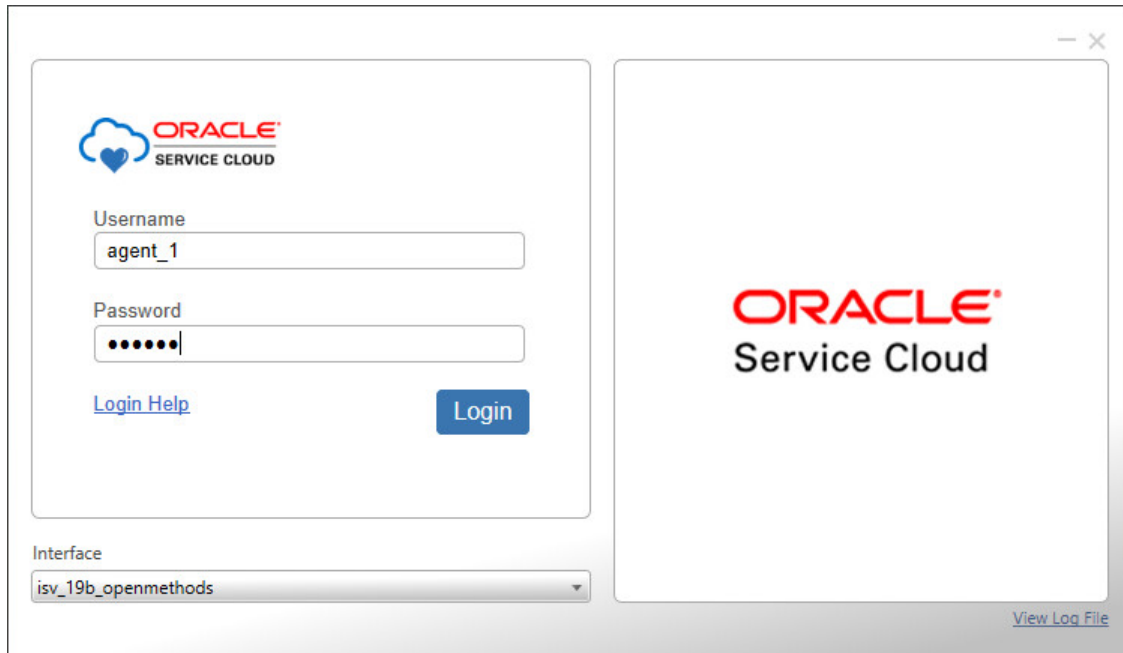 ORACLE
SERVICE CLOUD
Username
agent_1
Password
Login Help
Login
Interface
isv_19b_openmethods
ORACLE
Service Cloud
View Log File